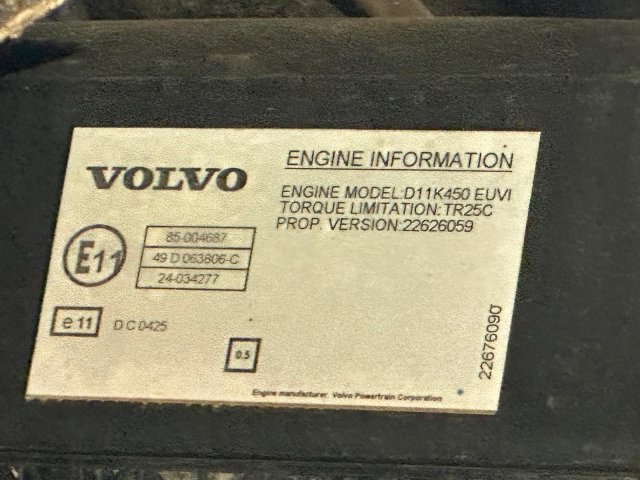 VOLVO
ENGINE INFORMATION
ENGINE MODEL:D11K450 EUVI
TORQUE LIMITATION:TR25C
PROP. VERSION:22626059
E11
85-004687
49 D 063806-C
24-034277
e 11
D C 0425
0.5
22676090
Engine manufacturer: Volvo Powertrain Corporation